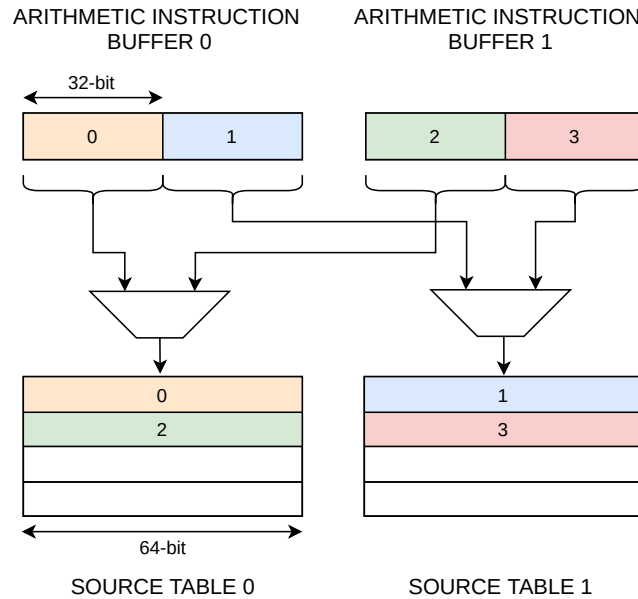 ARITHMETIC INSTRUCTION
BUFFER 0
ARITHMETIC INSTRUCTION
BUFFER 1
32-bit
0
1
2
3
0
2
1
3
64-bit
SOURCE TABLE 0
SOURCE TABLE 1